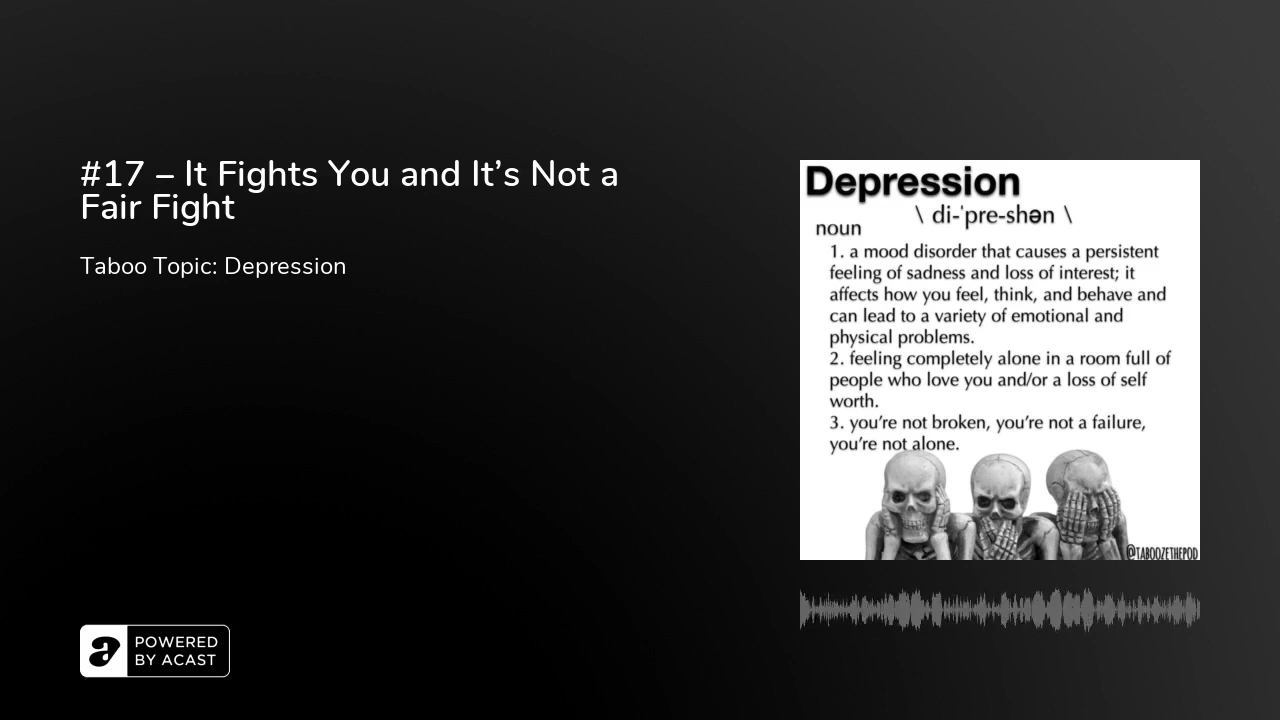 #17 – It Fights You and It’s Not a
Fair Fight
Taboo Topic: Depression
Depression
\ di-ˈpre-shən \
noun
1. a mood disorder that causes a persistent
feeling of sadness and loss of interest; it
affects how you feel, think, and behave and
can lead to a variety of emotional and
physical problems.
2. feeling completely alone in a room full of
people who love you and/or a loss of self
worth.
3. you’re not broken, you’re not a failure,
you’re not alone.
@TABOOZETHEPOD
a
POWERED
BY ACAST